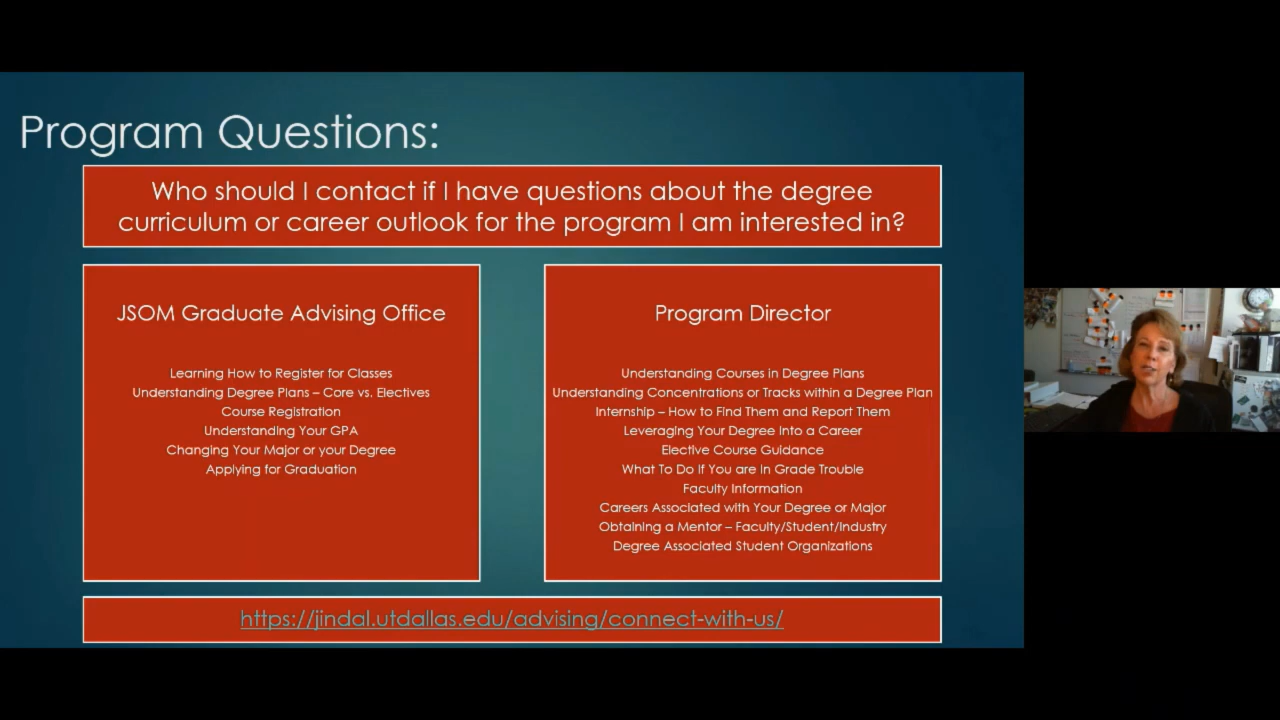 Program Questions:
Who should I contact if I have questions about the degree
curriculum or career outlook for the program I am interested in?
JSOM Graduate Advising Office
Learning How to Register for Classes
Understanding Degree Plans – Core vs. Electives
Course Registration
Understanding Your GPA
Changing Your Major or your Degree
Applying for Graduation
Program Director
Understanding Courses in Degree Plans
Understanding Concentrations or Tracks within a Degree Plan
Internship – How to Find Them and Report Them
Leveraging Your Degree Into a Career
Elective Course Guidance
What To Do If You are In Grade Trouble
Faculty Information
Careers Associated with Your Degree or Major
Obtaining a Mentor – Faculty/Student/Industry
Degree Associated Student Organizations
https://jindal.utdallas.edu/advising/connect-with-us/